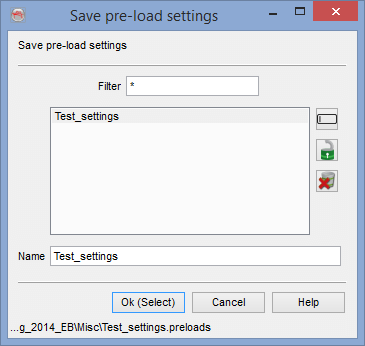 Save pre-load settings
Save pre-load settings
Filter *
Test_settings
Name Test_settings
Ok (Select) Cancel Help
...g_2014_EB\Misc\Test_settings.preloads